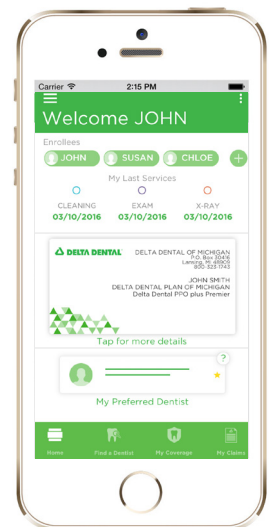 Carrier 2:15 PM
Welcome JOHN
Enrollees
JOHN SUSAN CHLOE +
My Last Services
CLEANING EXAM X-RAY
03/10/2016 03/10/2016 03/10/2016
DELTA DENTAL DELTA DENTAL OF MICHIGAN
P.O. Box 30416
Lansing, MI 48909
800-323-1743
JOHN SMITH
DELTA DENTAL PLAN OF MICHIGAN
Delta Dental PPO plus Premier
Tap for more details
?
My Preferred Dentist
Home Find a Dentist My Coverage My Claims